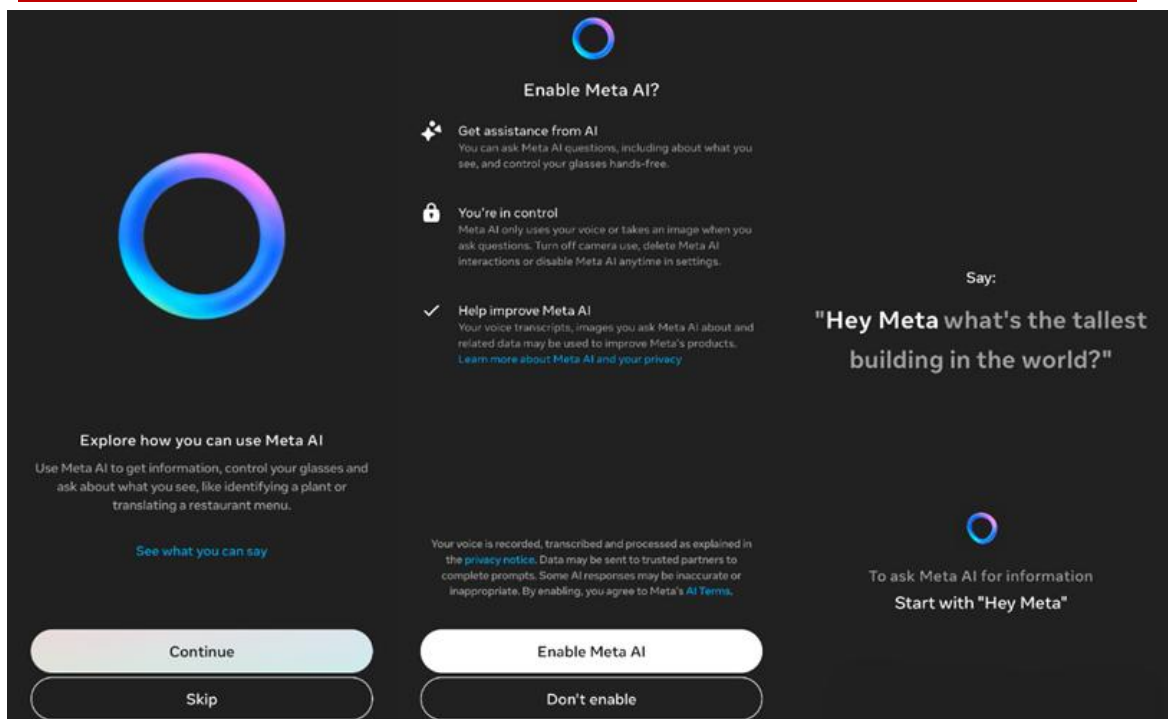 Explore how you can use Meta AI
Use Meta AI to get information, control your glasses and
ask about what you see, like identifying a plant or
translating a restaurant menu.
See what you can say
Continue
Skip
Enable Meta AI?
Get assistance from AI
You can ask Meta AI questions, including about what you
see, and control your glasses hands-free.
You're in control
Meta AI only uses your voice or takes an image when you
ask questions. Turn off camera use, delete Meta AI
interactions or disable Meta AI anytime in settings.
Help improve Meta AI
Your voice transcripts, images you ask Meta AI about and
related data may be used to improve Meta's products.
Learn more about Meta AI and your privacy
Your voice is recorded, transcribed and processed as explained in
the privacy notice. Data may be sent to trusted partners to
complete prompts. Some AI responses may be inaccurate or
inappropriate. By enabling, you agree to Meta's AI Terms.
Enable Meta AI
Don't enable
Say:
"Hey Meta what's the tallest
building in the world?"
To ask Meta AI for information
Start with "Hey Meta"